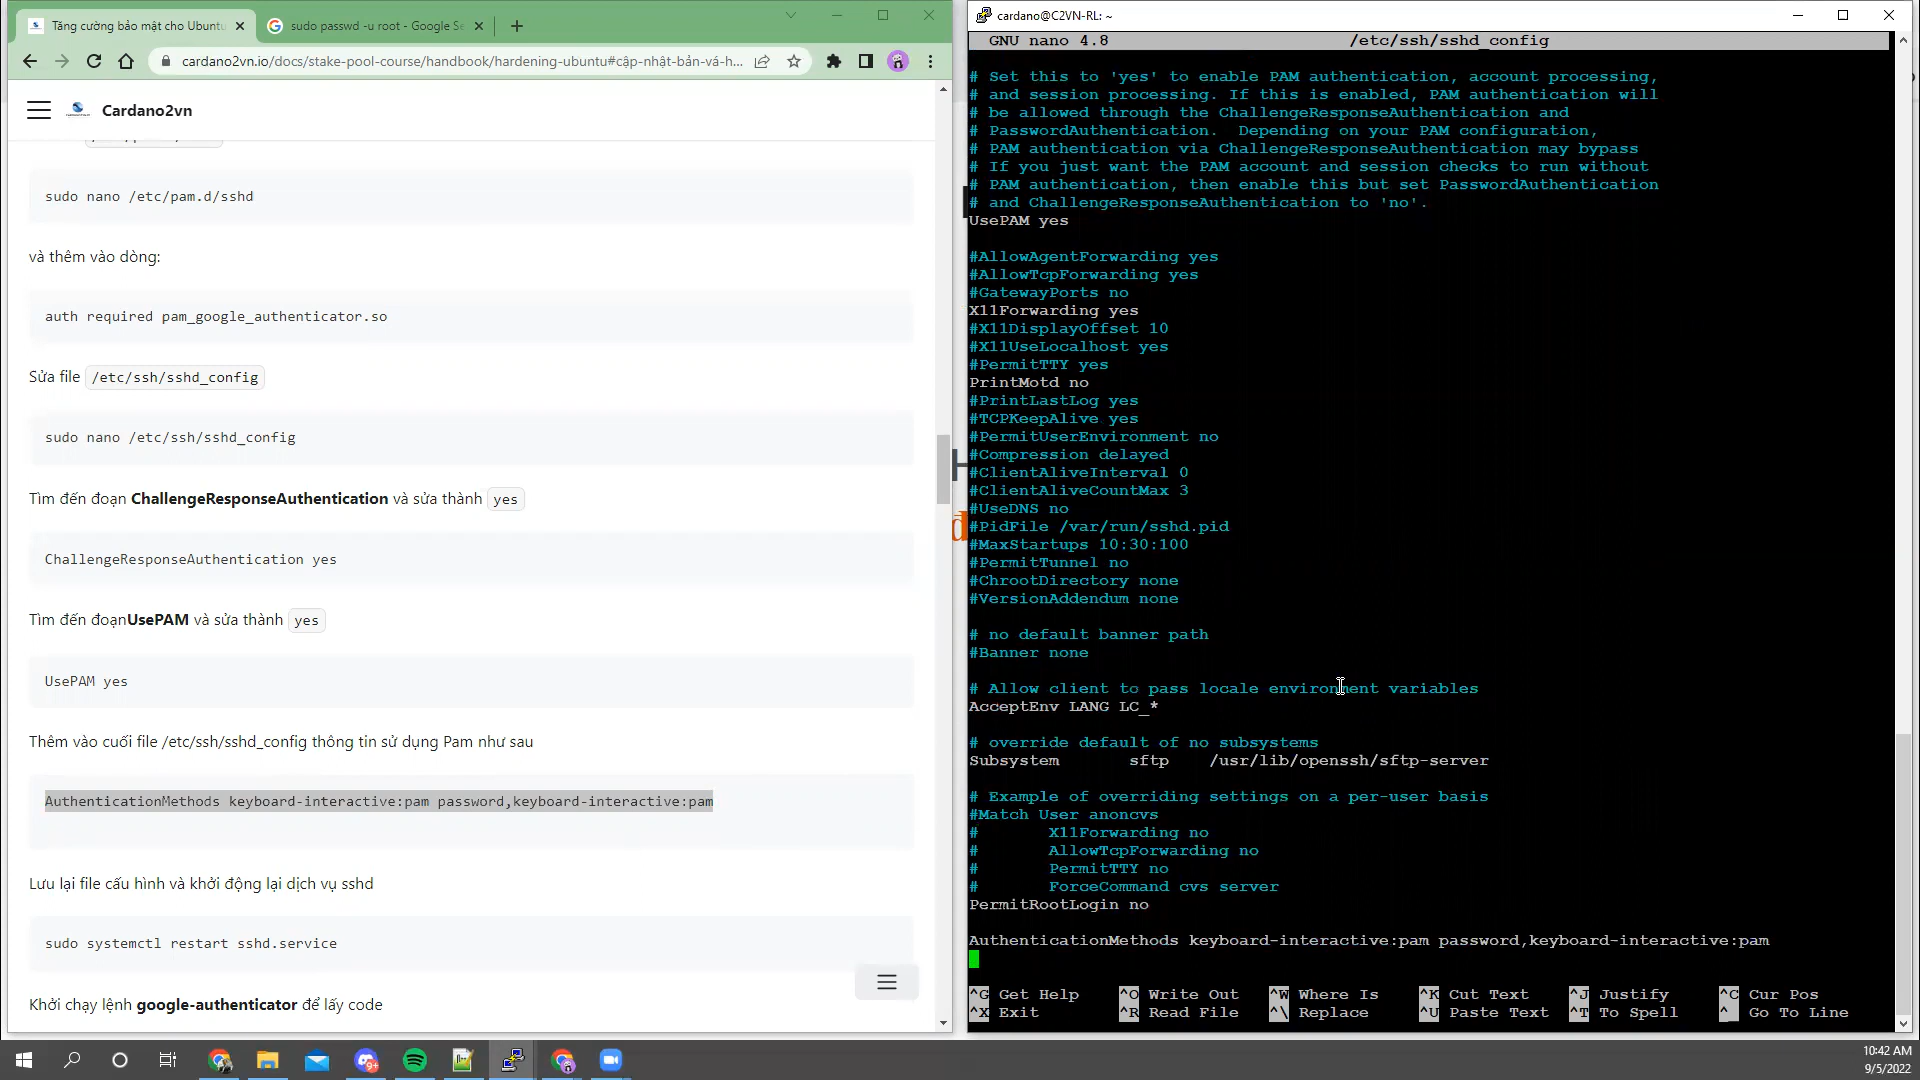 Tăng cường bảo mật cho Ubuntu
sudo passwd -u root - Google Se
cardano2vn.io/docs/stake-pool-course/handbook/hardening-ubuntu#cập-nhật-bản-vá-h...
Cardano2vn
sudo nano /etc/pam.d/sshd
và thêm vào dòng:
auth required pam_google_authenticator.so
Sửa file /etc/ssh/sshd_config
sudo nano /etc/ssh/sshd_config
Tìm đến đoạn ChallengeResponseAuthentication và sửa thành yes
ChallengeResponseAuthentication yes
Tìm đến đoạnUsePAM và sửa thành yes
UsePAM yes
Thêm vào cuối file /etc/ssh/sshd_config thông tin sử dụng Pam như sau
AuthenticationMethods keyboard-interactive:pam password,keyboard-interactive:pam
Lưu lại file cấu hình và khởi động lại dịch vụ sshd
sudo systemctl restart sshd.service
Khởi chạy lệnh google-authenticator để lấy code
cardano@C2VN-RL: ~
GNU nano 4.8 /etc/ssh/sshd_config
# Set this to 'yes' to enable PAM authentication, account processing,
# and session processing. If this is enabled, PAM authentication will
# be allowed through the ChallengeResponseAuthentication and
# PasswordAuthentication. Depending on your PAM configuration,
# PAM authentication via ChallengeResponseAuthentication may bypass
# If you just want the PAM account and session checks to run without
# PAM authentication, then enable this but set PasswordAuthentication
# and ChallengeResponseAuthentication to 'no'.
UsePAM yes
#AllowAgentForwarding yes
#AllowTcpForwarding yes
#GatewayPorts no
X11Forwarding yes
#X11DisplayOffset 10
#X11UseLocalhost yes
#PermitTTY yes
PrintMotd no
#PrintLastLog yes
#TCPKeepAlive yes
#PermitUserEnvironment no
#Compression delayed
#ClientAliveInterval 0
#ClientAliveCountMax 3
#UseDNS no
#PidFile /var/run/sshd.pid
#MaxStartups 10:30:100
#PermitTunnel no
#ChrootDirectory none
#VersionAddendum none
# no default banner path
#Banner none
# Allow client to pass locale environment variables
AcceptEnv LANG LC_*
# override default of no subsystems
Subsystem sftp /usr/lib/openssh/sftp-server
# Example of overriding settings on a per-user basis
#Match User anoncvs
# X11Forwarding no
# AllowTcpForwarding no
# PermitTTY no
# ForceCommand cvs server
PermitRootLogin no
AuthenticationMethods keyboard-interactive:pam password,keyboard-interactive:pam
^G Get Help ^O Write Out ^W Where Is ^K Cut Text ^J Justify ^C Cur Pos
^X Exit ^R Read File ^\ Replace ^U Paste Text ^T To Spell ^_ Go To Line
10:42 AM
9/5/2022